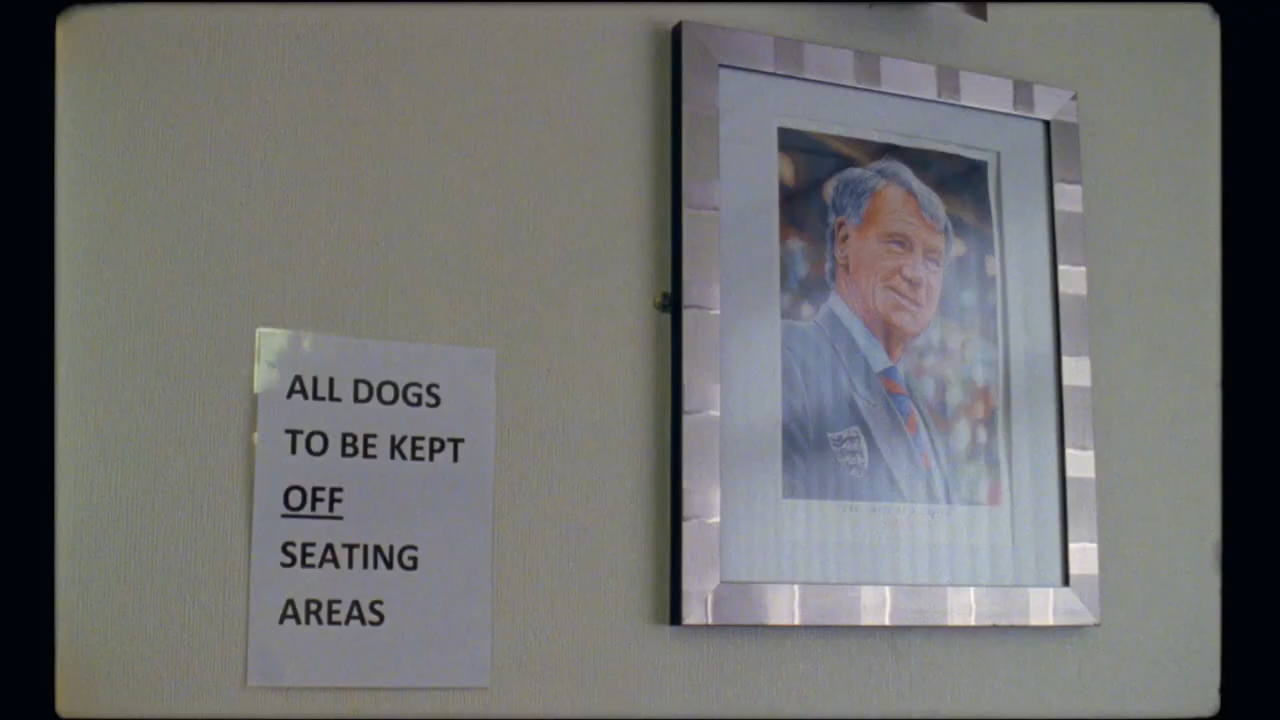 ALL DOGS
TO BE KEPT
OFF
SEATING
AREAS